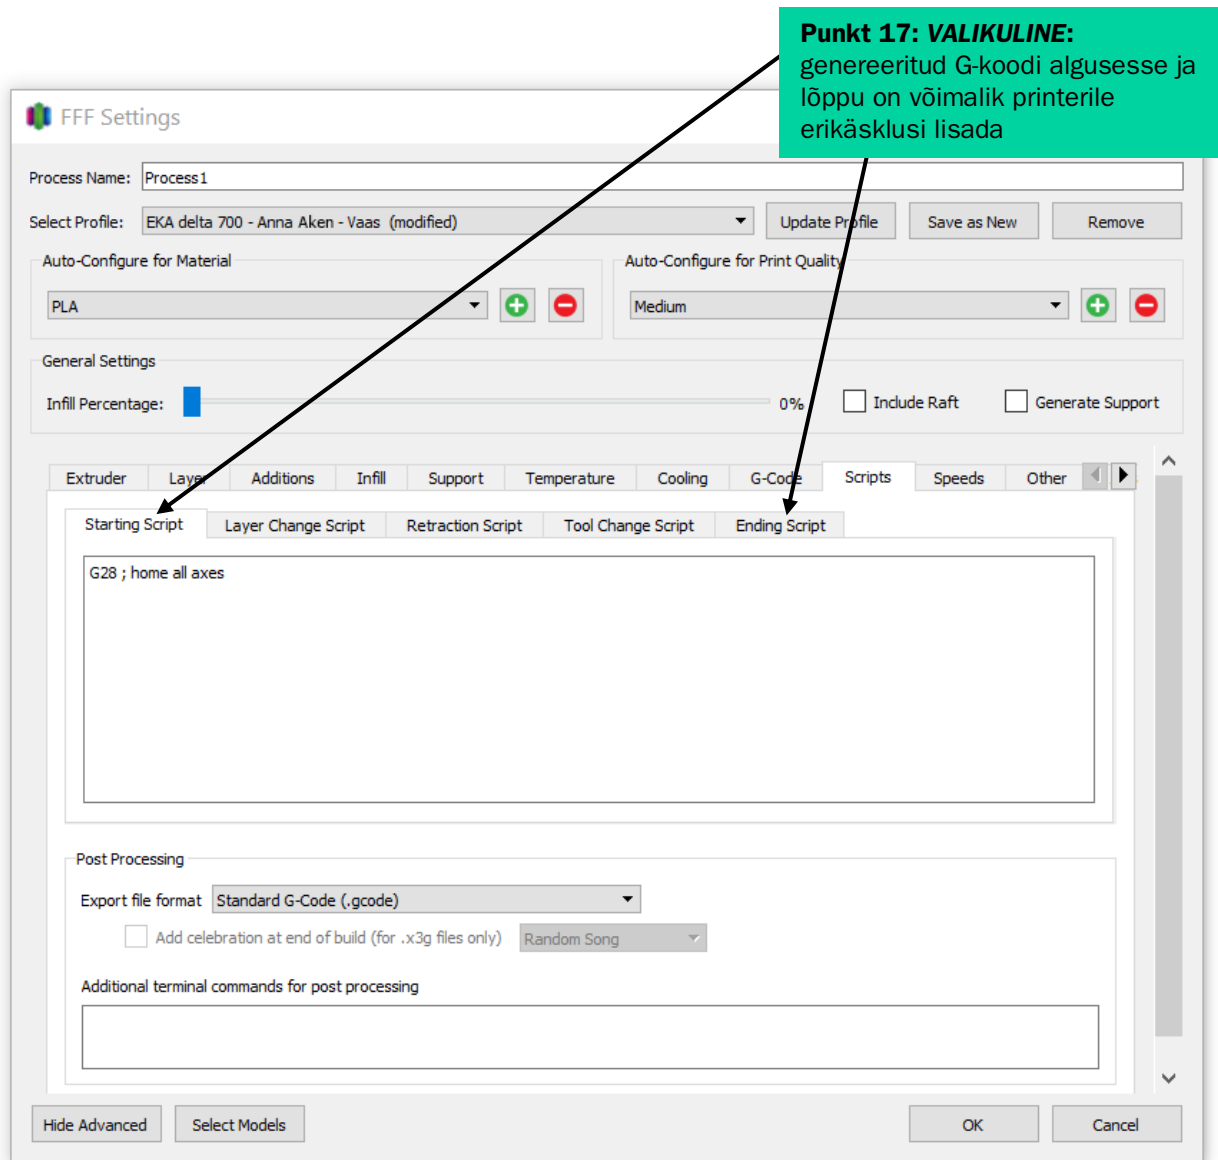 Punkt 17: VALIKULINE:
genereeritud G-koodi algusesse ja
lõppu on võimalik printerile
erikäsklusi lisada
FFF Settings
Process Name: Process1
Select Profile: EKA delta 700 - Anna Aken - Vaas (modified) Update Profile Save as New Remove
Auto-Configure for Material Auto-Configure for Print Quality
PLA Medium
General Settings
Infill Percentage: 0% Include Raft Generate Support
Extruder Layer Additions Infill Support Temperature Cooling G-Code Scripts Speeds Other
Starting Script Layer Change Script Retraction Script Tool Change Script Ending Script
G28 ; home all axes
Post Processing
Export file format Standard G-Code (.gcode)
Add celebration at end of build (for .x3g files only) Random Song
Additional terminal commands for post processing
Hide Advanced Select Models OK Cancel